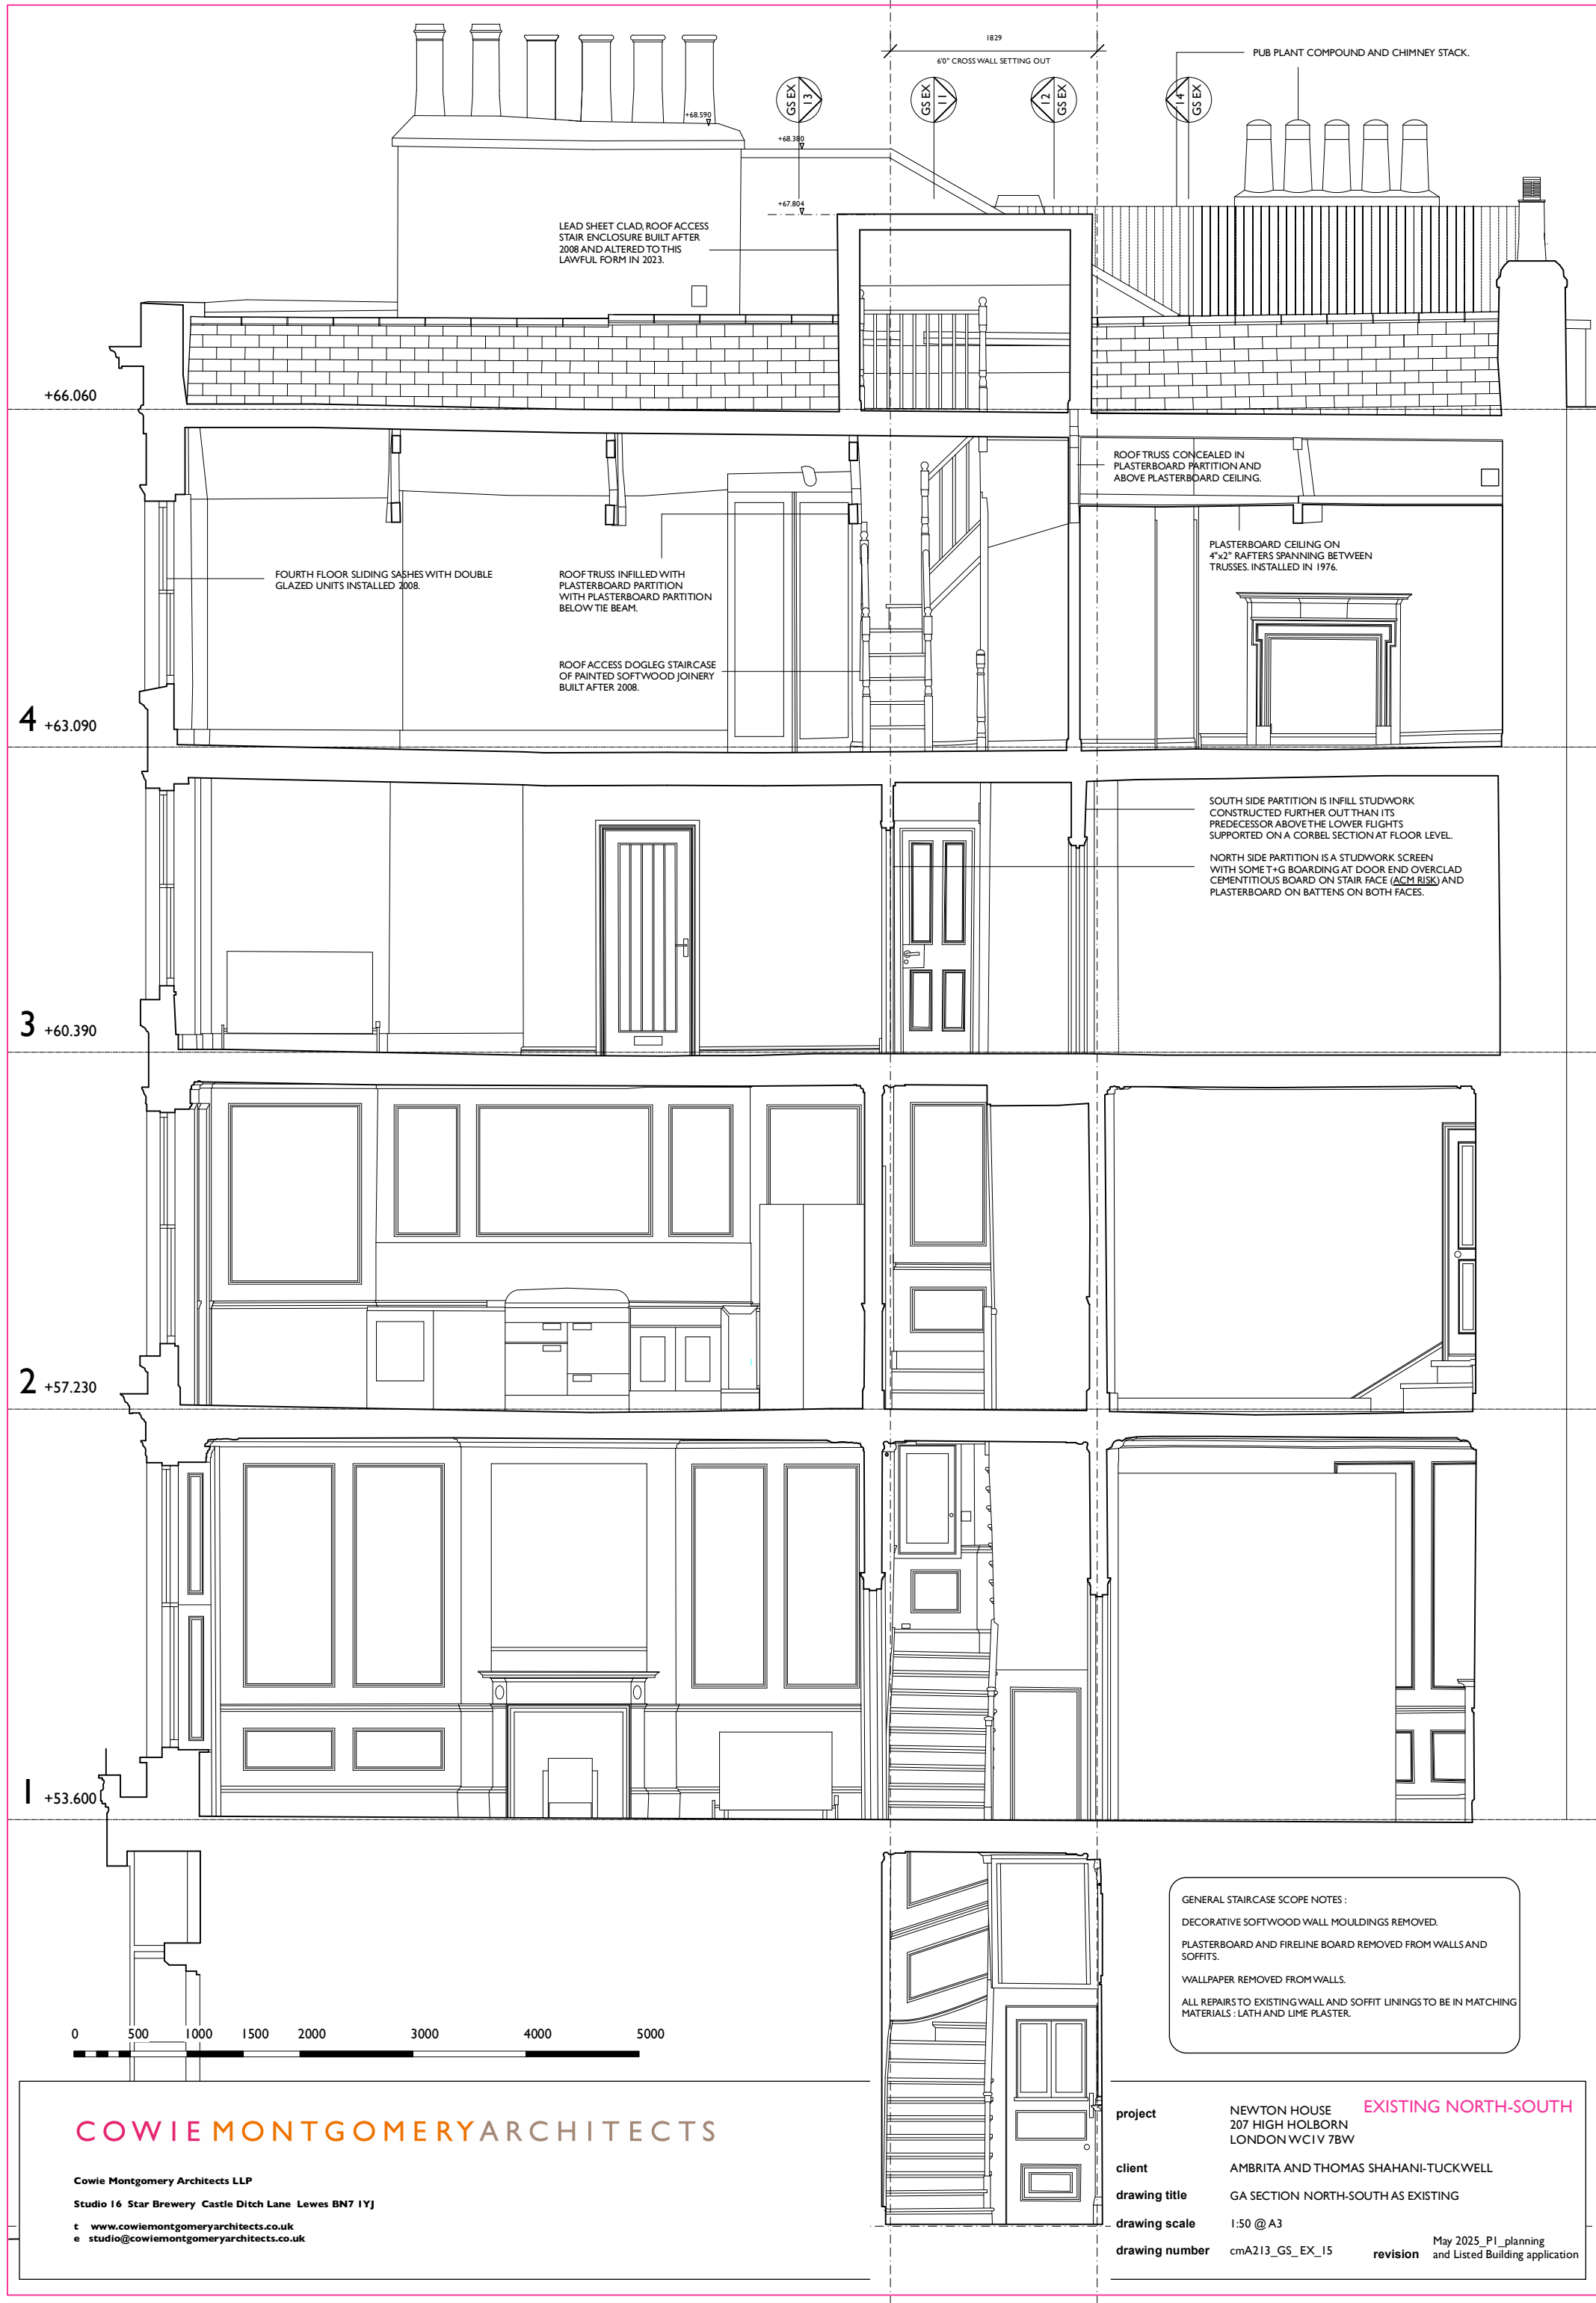 1829
6'0" CROSS WALL SETTING OUT
PUB PLANT COMPOUND AND CHIMNEY STACK.
GS EX
13
GS EX
11
12
GS EX
14
GS EX
+68.590
+68.380
+67.804
LEAD SHEET CLAD, ROOF ACCESS
STAIR ENCLOSURE BUILT AFTER
2008 AND ALTERED TO THIS
LAWFUL FORM IN 2023.
+66.060
ROOF TRUSS CONCEALED IN
PLASTERBOARD PARTITION AND
ABOVE PLASTERBOARD CEILING.
PLASTERBOARD CEILING ON
4"x2" RAFTERS SPANNING BETWEEN
TRUSSES. INSTALLED IN 1976.
FOURTH FLOOR SLIDING SASHES WITH DOUBLE
GLAZED UNITS INSTALLED 2008.
ROOF TRUSS INFILLED WITH
PLASTERBOARD PARTITION
WITH PLASTERBOARD PARTITION
BELOW TIE BEAM.
ROOF ACCESS DOGLEG STAIRCASE
OF PAINTED SOFTWOOD JOINERY
BUILT AFTER 2008.
4 +63.090
SOUTH SIDE PARTITION IS INFILL STUDWORK
CONSTRUCTED FURTHER OUT THAN ITS
PREDECESSOR ABOVE THE LOWER FLIGHTS
SUPPORTED ON A CORBEL SECTION AT FLOOR LEVEL.
NORTH SIDE PARTITION IS A STUDWORK SCREEN
WITH SOME T+G BOARDING AT DOOR END OVERCLAD
CEMENTITIOUS BOARD ON STAIR FACE (ACM RISK) AND
PLASTERBOARD ON BATTENS ON BOTH FACES.
3 +60.390
2 +57.230
1 +53.600
GENERAL STAIRCASE SCOPE NOTES :
DECORATIVE SOFTWOOD WALL MOULDINGS REMOVED.
PLASTERBOARD AND FIRELINE BOARD REMOVED FROM WALLS AND
SOFFITS.
WALLPAPER REMOVED FROM WALLS.
ALL REPAIRS TO EXISTING WALL AND SOFFIT LININGS TO BE IN MATCHING
MATERIALS : LATH AND LIME PLASTER.
0 500 1000 1500 2000 3000 4000 5000
COWIE MONTGOMERY ARCHITECTS
Cowie Montgomery Architects LLP
Studio 16 Star Brewery Castle Ditch Lane Lewes BN7 1YJ
t www.cowiemontgomeryarchitects.co.uk
e studio@cowiemontgomeryarchitects.co.uk
EXISTING NORTH-SOUTH
project NEWTON HOUSE
207 HIGH HOLBORN
LONDON WC1V 7BW
client AMBRITA AND THOMAS SHAHANI-TUCKWELL
drawing title GA SECTION NORTH-SOUTH AS EXISTING
drawing scale 1:50 @ A3
drawing number cmA213_GS_EX_15
revision May 2025_P1_planning
and Listed Building application